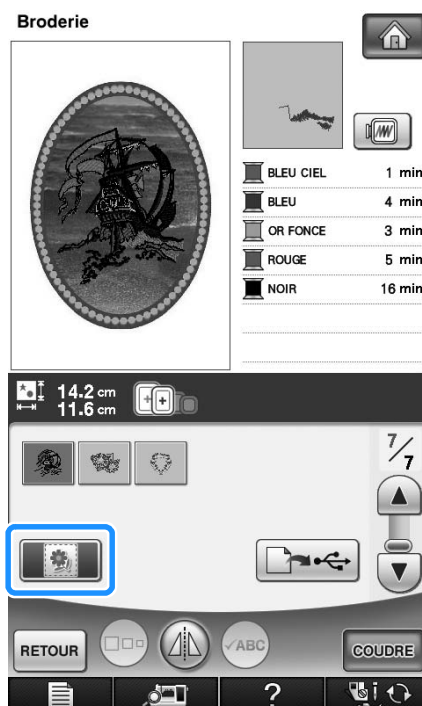 Broderie
BLEU CIEL 1 min
BLEU 4 min
OR FONCE 3 min
ROUGE 5 min
NOIR 16 min
14.2 cm
11.6 cm
7/7
RETOUR
✓ABC
COUDRE
?